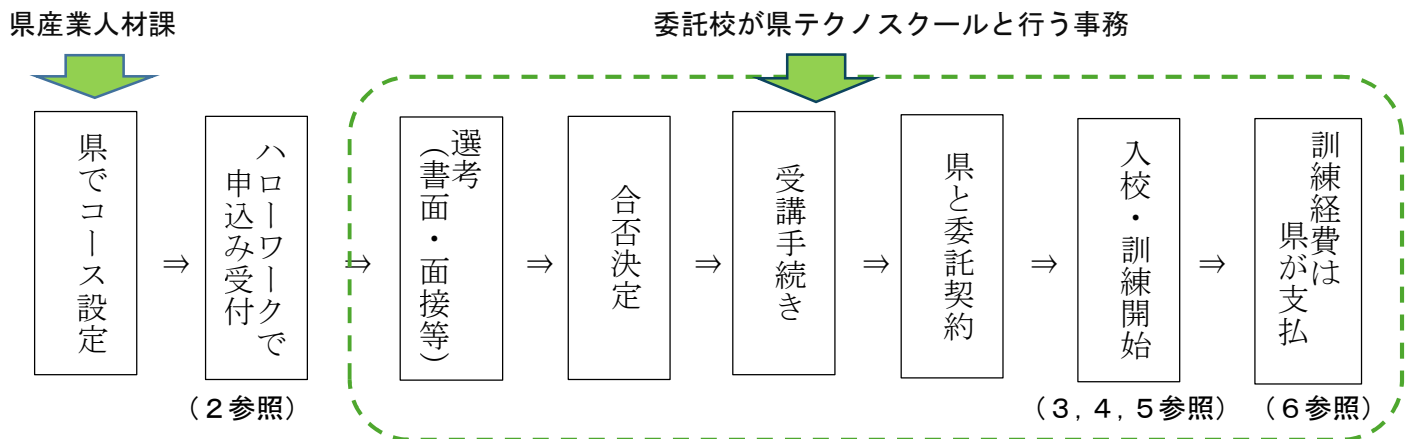 県産業人材課
委託校が県テクノスクールと行う事務
県でコース設定
⇒
ハローワークで
申込み受付
⇒
選考
(書面・面接等)
⇒
合否決定
⇒
受講手続き
⇒
県と委託契約
⇒
入校・訓練開始
⇒
訓練経費は
県が支払
(2参照)
(3, 4, 5参照)
(6参照)